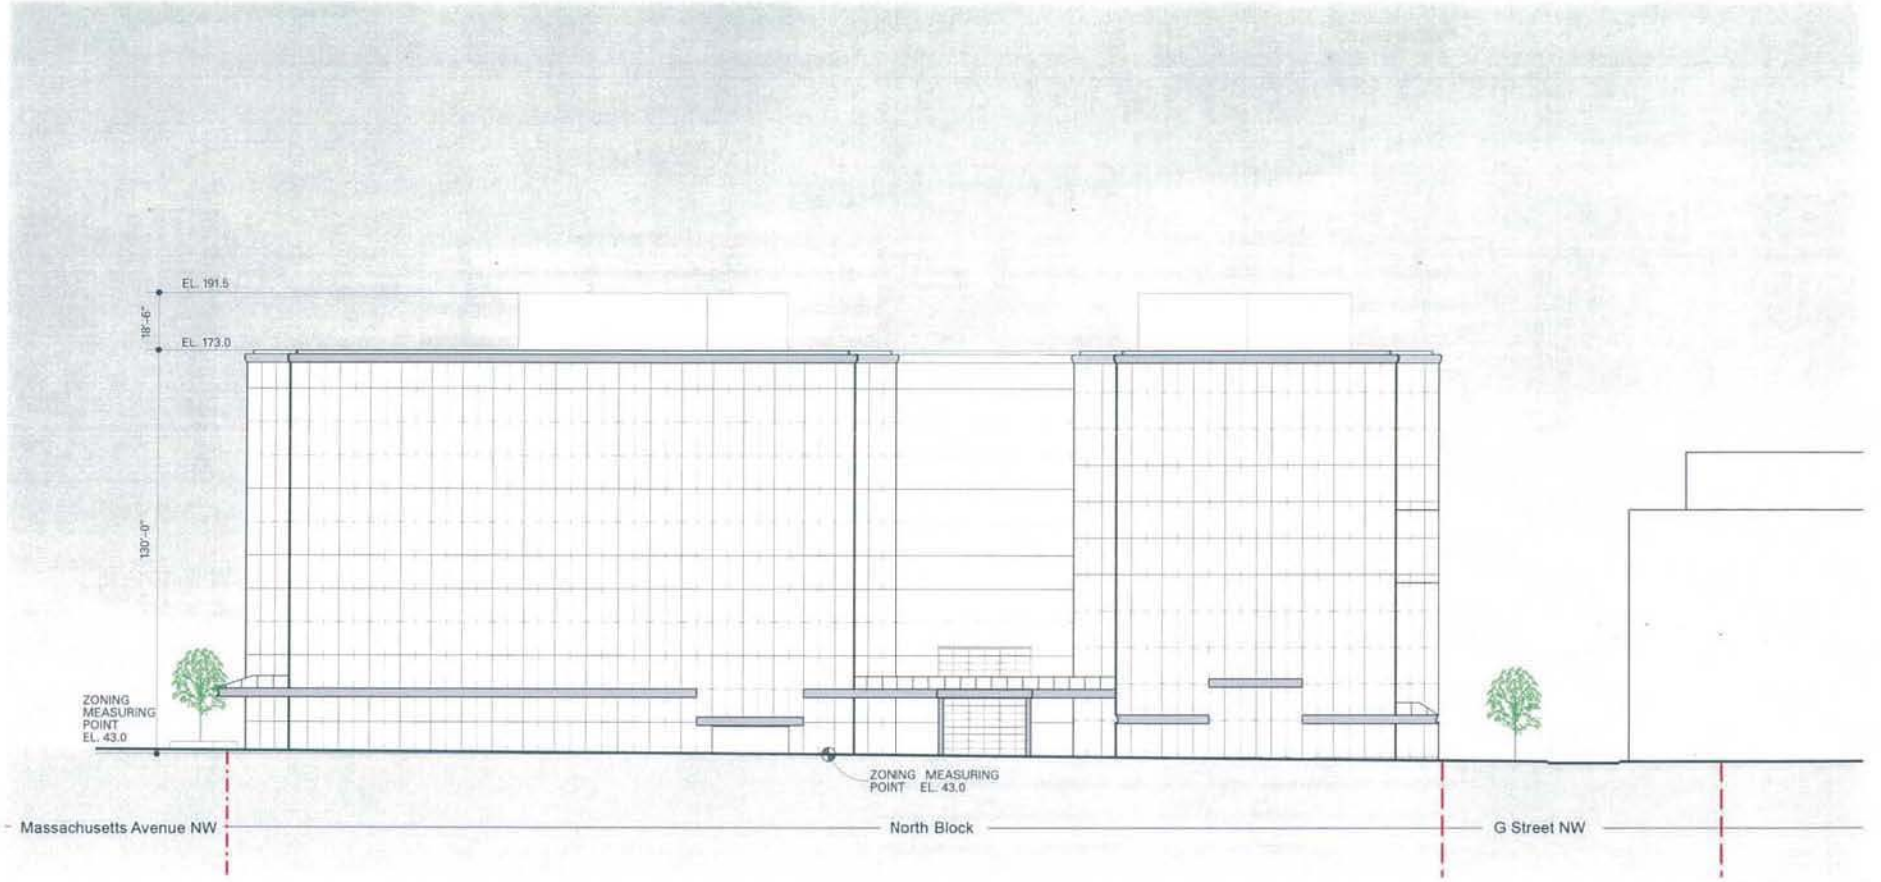 EL. 191.5
18'-6"
EL. 173.0
130'-0"
ZONING
MEASURING
POINT
EL. 43.0
ZONING MEASURING
POINT EL. 43.0
Massachusetts Avenue NW
North Block
G Street NW